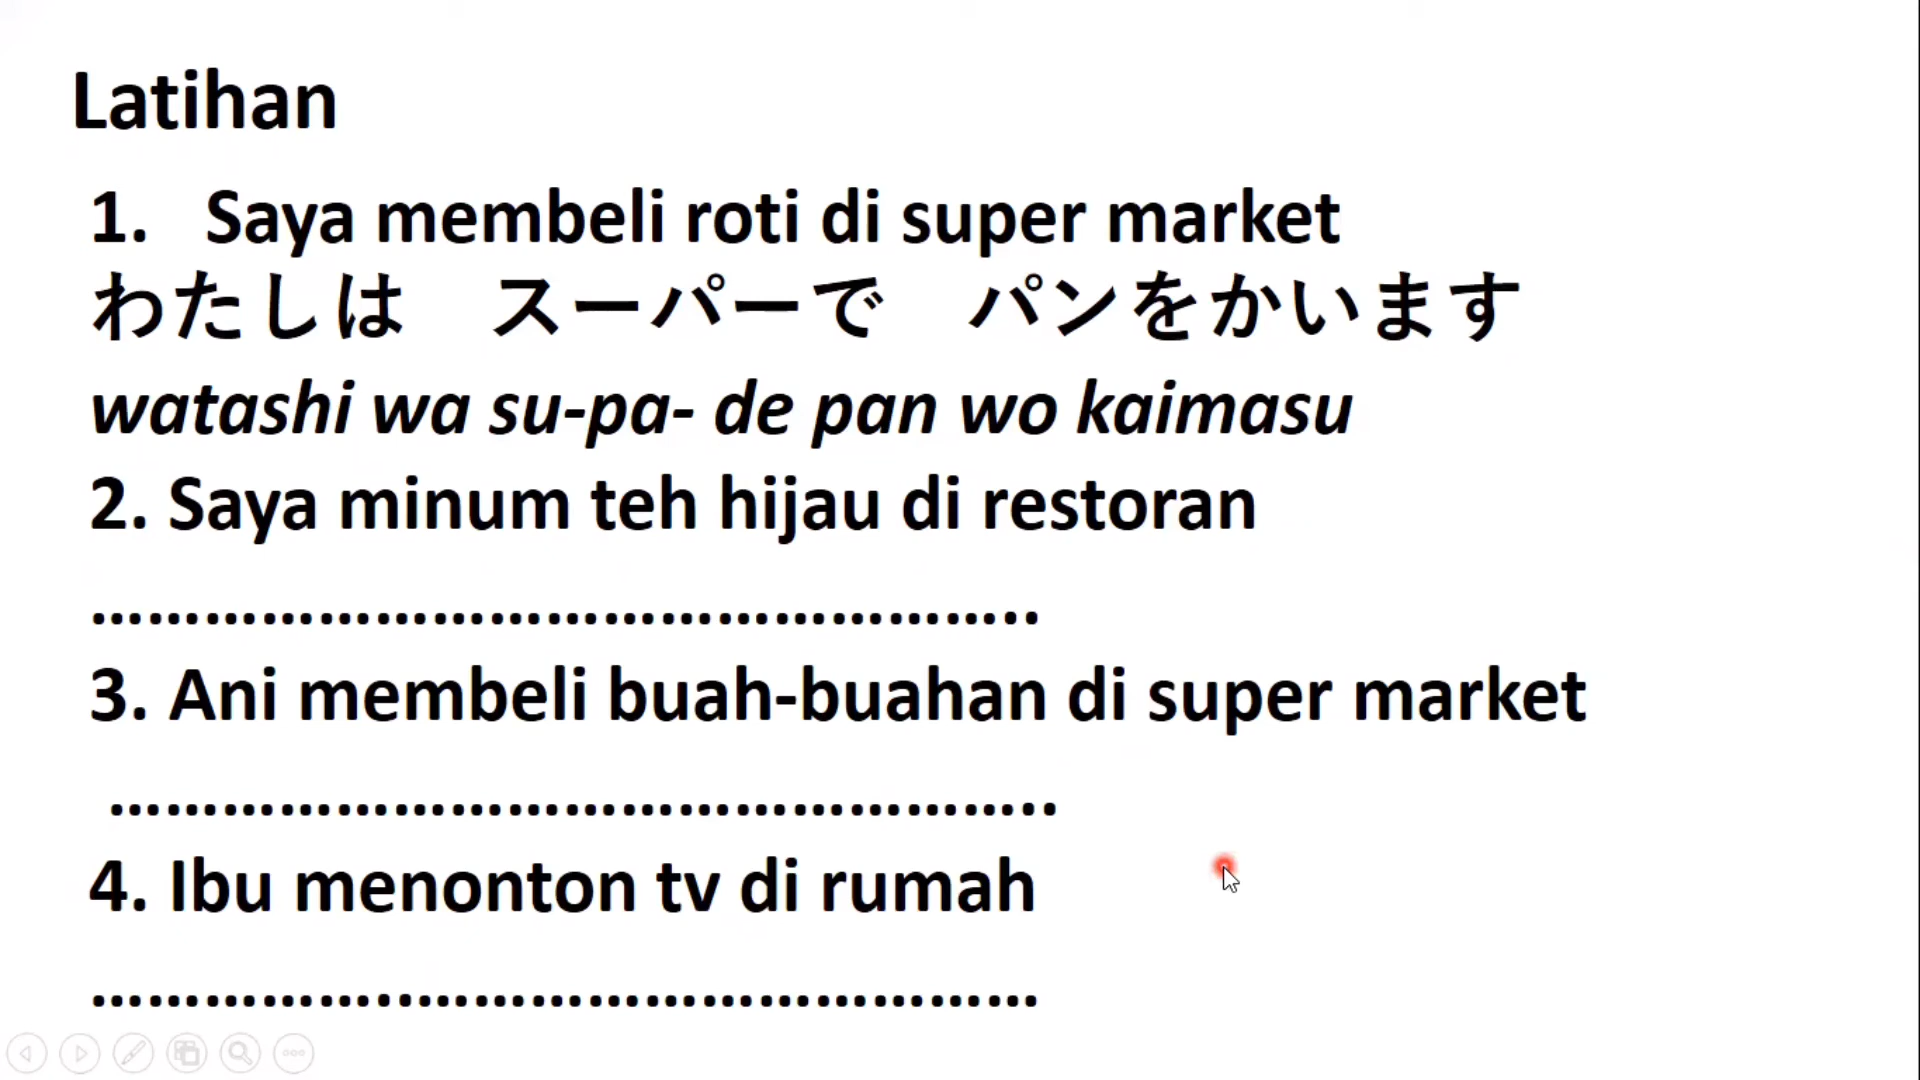 Latihan
1. Saya membeli roti di super market
わたしは　スーパーで　パンをかいます
watashi wa su-pa- de pan wo kaimasu
2. Saya minum teh hijau di restoran
…………………………………………..
3. Ani membeli buah-buahan di super market
…………………………………………..
4. Ibu menonton tv di rumah
……………..……………………………